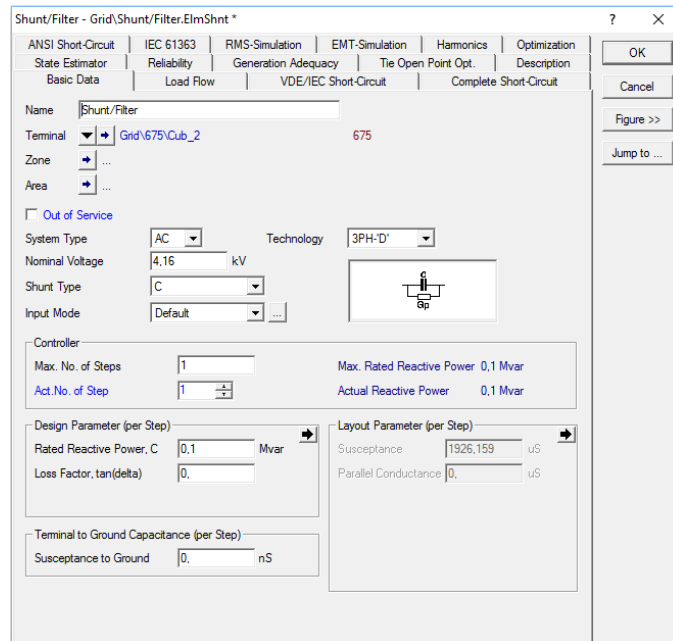 Shunt/Filter - Grid\Shunt/Filter.ElmShnt * ? ×
ANSI Short-Circuit IEC 61363 RMS-Simulation EMT-Simulation Harmonics Optimization
State Estimator Reliability Generation Adequacy Tie Open Point Opt. Description
Basic Data Load Flow VDE/IEC Short-Circuit Complete Short-Circuit
OK
Cancel
Figure >>
Jump to ...
Name Shunt/Filter
Terminal Grid\675\Cub_2 675
Zone ...
Area ...
Out of Service
System Type AC Technology 3PH-'D'
Nominal Voltage 4,16 kV
Shunt Type C
Input Mode Default ...
C
Gp
Controller
Max. No. of Steps 1 Max. Rated Reactive Power 0,1 Mvar
Act.No. of Step 1 Actual Reactive Power 0,1 Mvar
Design Parameter (per Step)
Rated Reactive Power, C 0,1 Mvar
Loss Factor, tan(delta) 0,
Layout Parameter (per Step)
Susceptance 1926,159 uS
Parallel Conductance 0, uS
Terminal to Ground Capacitance (per Step)
Susceptance to Ground 0, nS